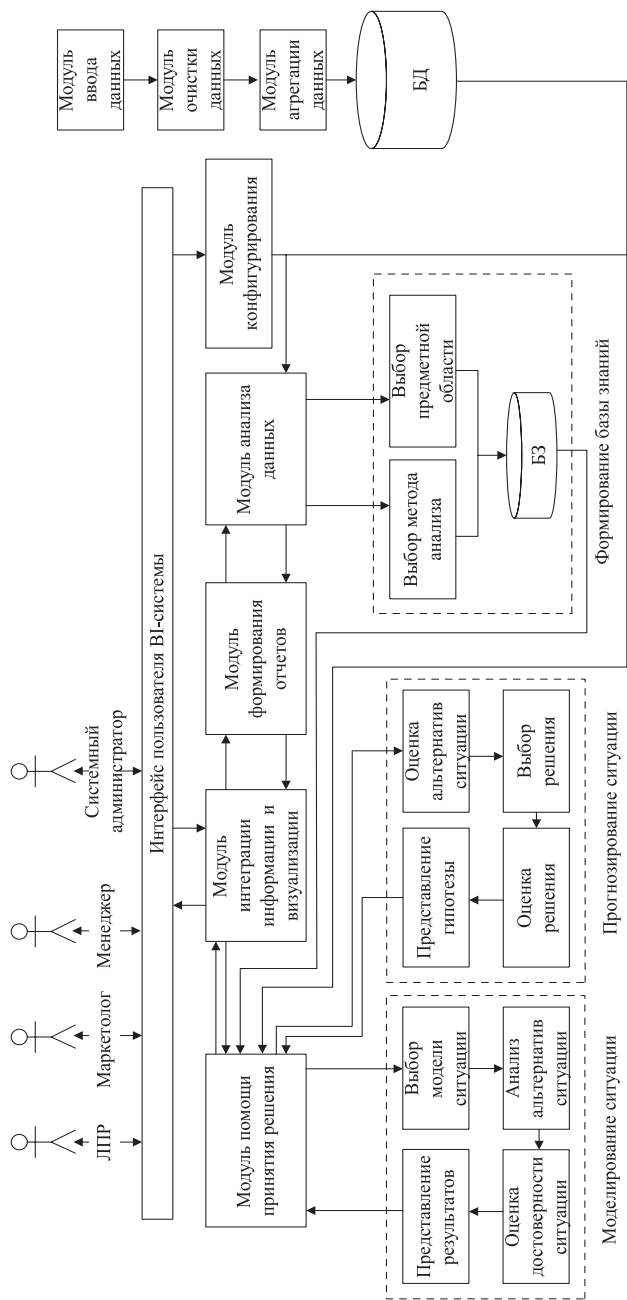 ЛПР
Маркетолог
Менеджер
Системный
администратор
Интерфейс пользователя BI-системы
Модуль помощи
принятия решения
Модуль
интеграции
информации и
визуализации
Модуль
формирования
отчетов
Модуль анализа
данных
Модуль
конфигурирования
Модуль
ввода
данных
Модуль
очистки
данных
Модуль
агрегации
данных
БД
Представление
результатов
Выбор
модели
ситуации
Оценка
достоверности
ситуации
Анализ
альтернатив
ситуации
Моделирование ситуации
Представление
гипотезы
Оценка
альтернатив
ситуации
Оценка
решения
Выбор
решения
Прогнозирование ситуации
Выбор метода
анализа
Выбор
предметной
области
БЗ
Формирование базы знаний